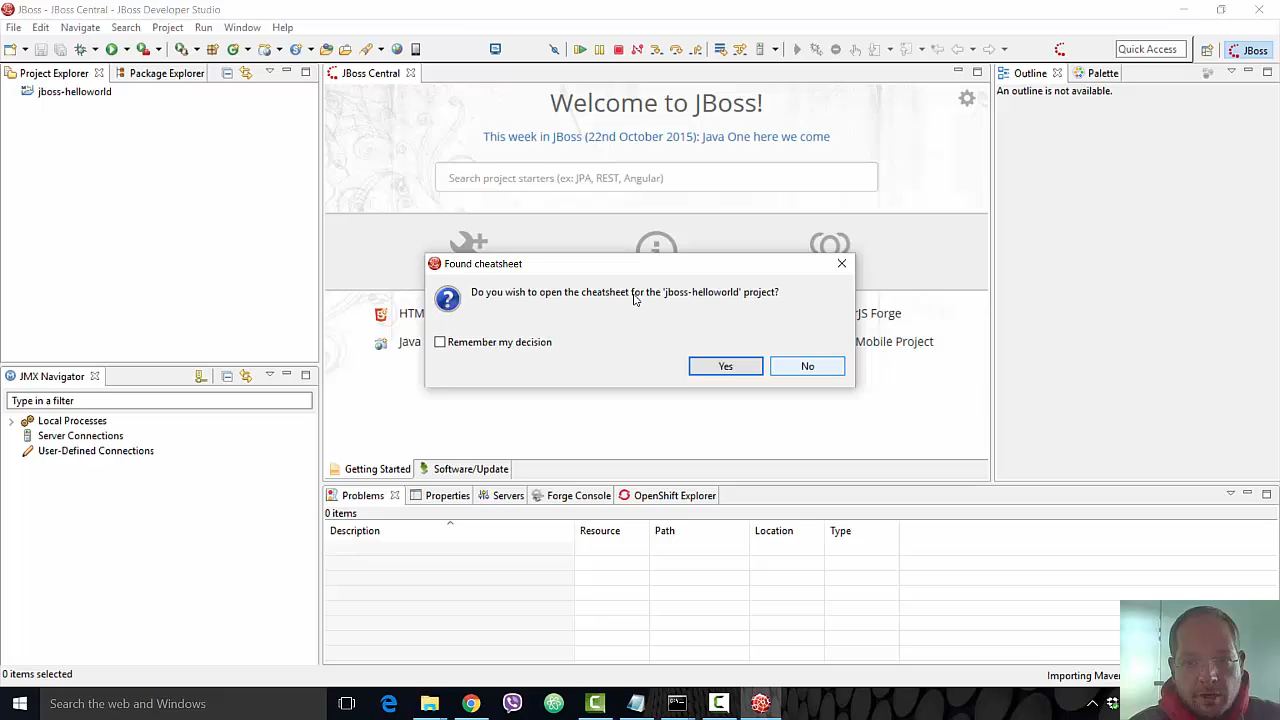 JBoss - JBoss Central - JBoss Developer Studio
File Edit Navigate Search Project Run Window Help
Quick Access JBoss
Project Explorer Package Explorer
jboss-helloworld
JBoss Central
Welcome to JBoss!
This week in JBoss (22nd October 2015): Java One here we come
Search project starters (ex: JPA, REST, Angular)
Outline Palette
An outline is not available.
Found cheatsheet
Do you wish to open the cheatsheet for the 'jboss-helloworld' project?
Remember my decision
Yes No
HTM
rJS Forge
Java
Mobile Project
JMX Navigator
Type in a filter
Local Processes
Server Connections
User-Defined Connections
Getting Started Software/Update
Problems Properties Servers Forge Console OpenShift Explorer
0 items
Description Resource Path Location Type
0 items selected
Importing Maver
Search the web and Windows